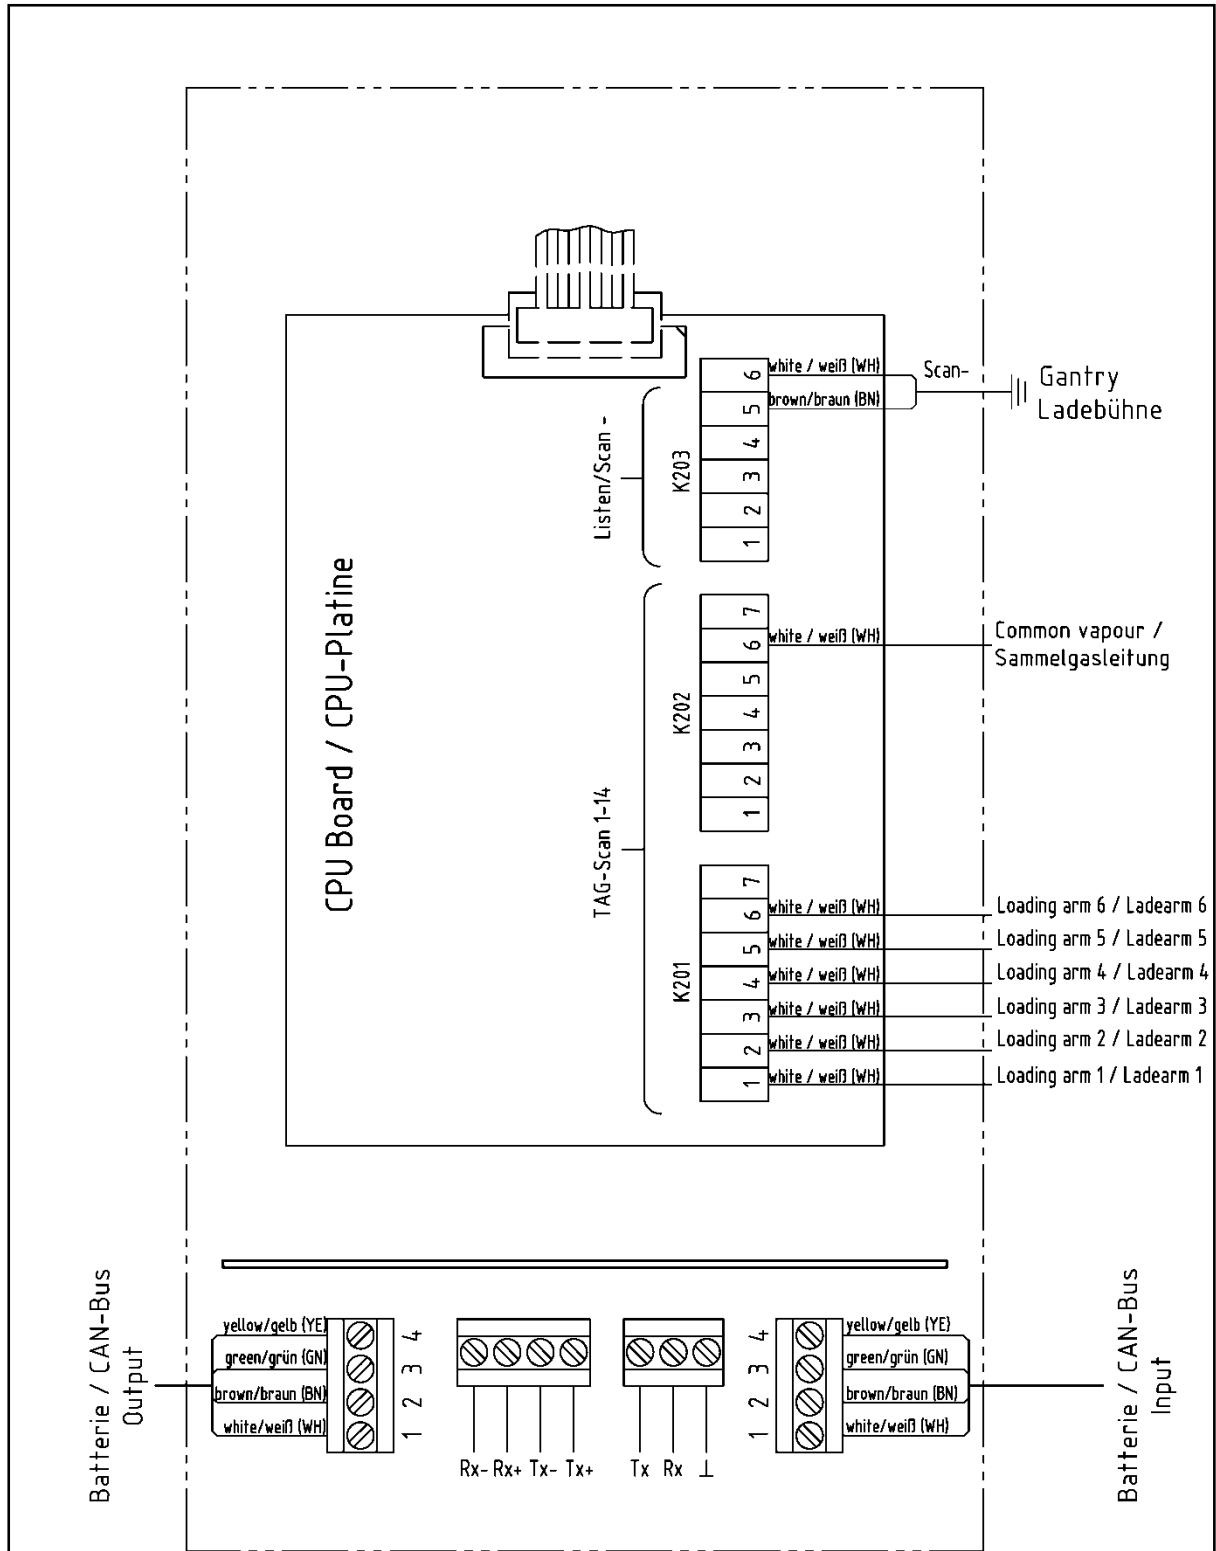 white / weiß (WH)
Scan-
Gantry
Ladebühne
brown/braun (BN)
6
5
4
3
2
1
K203
Listen/Scan -
CPU Board / CPU-Platine
7
6
5
4
3
2
1
white / weiß (WH)
Common vapour /
Sammelgasleitung
K202
TAG-Scan 1-14
7
6
5
4
3
2
1
K201
white / weiß (WH)
Loading arm 6 / Ladearm 6
white / weiß (WH)
Loading arm 5 / Ladearm 5
white / weiß (WH)
Loading arm 4 / Ladearm 4
white / weiß (WH)
Loading arm 3 / Ladearm 3
white / weiß (WH)
Loading arm 2 / Ladearm 2
white / weiß (WH)
Loading arm 1 / Ladearm 1
Batterie / CAN-Bus
Output
yellow/gelb (YE)
green/grün (GN)
brown/braun (BN)
white/weiß (WH)
4
3
2
1
Rx- Rx+ Tx- Tx+
Tx Rx ⊥
4
3
2
1
yellow/gelb (YE)
green/grün (GN)
brown/braun (BN)
white/weiß (WH)
Batterie / CAN-Bus
Input